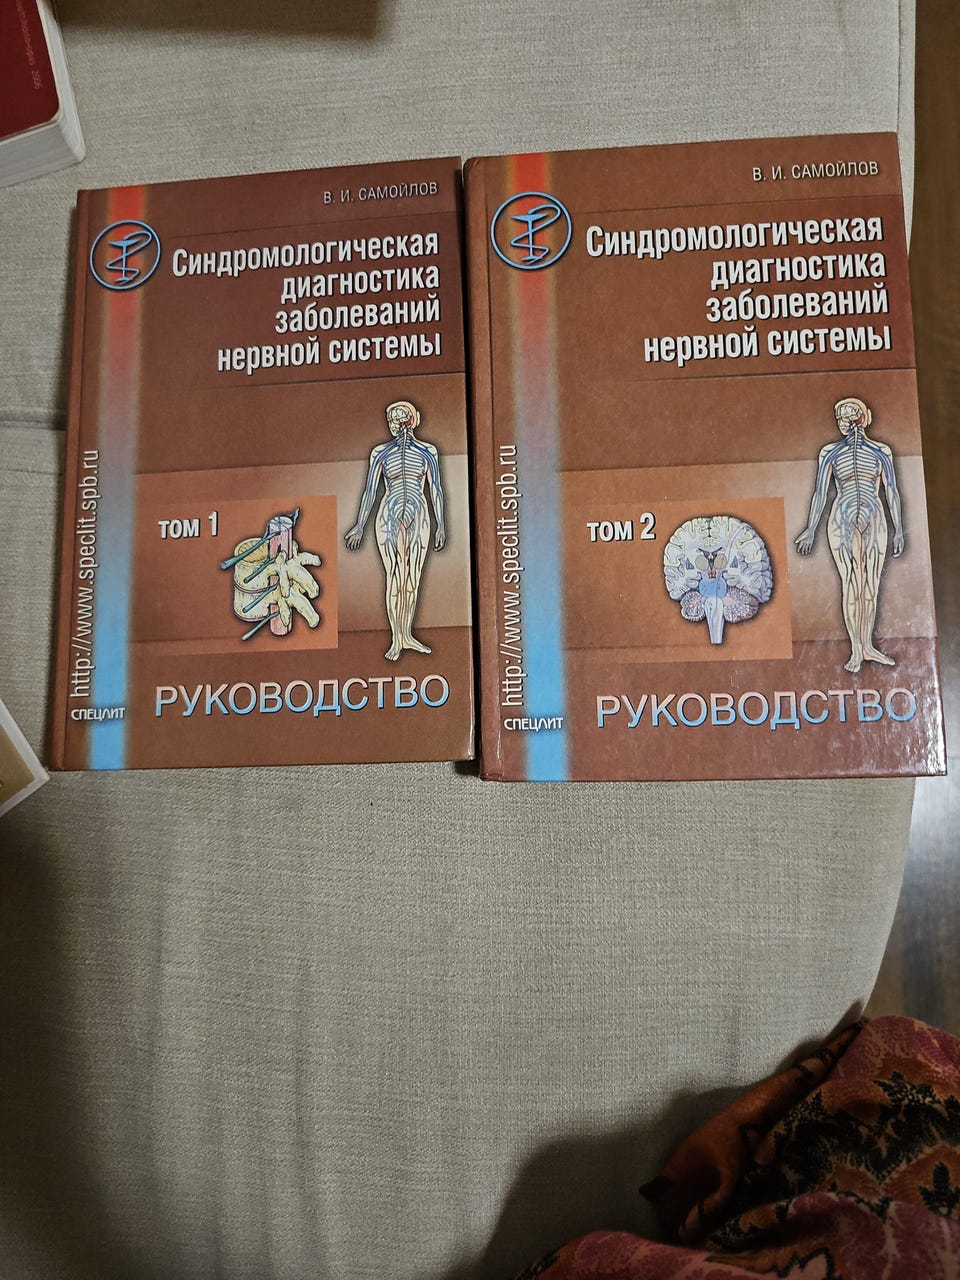 В. И. САМОЙЛОВ
Синдромологическая
диагностика
заболеваний
нервной системы
том 1
http://www.speclit.spb.ru
СПЕЦЛИТ
РУКОВОДСТВО
В. И. САМОЙЛОВ
Синдромологическая
диагностика
заболеваний
нервной системы
том 2
http://www.speclit.spb.ru
СПЕЦЛИТ
РУКОВОДСТВО